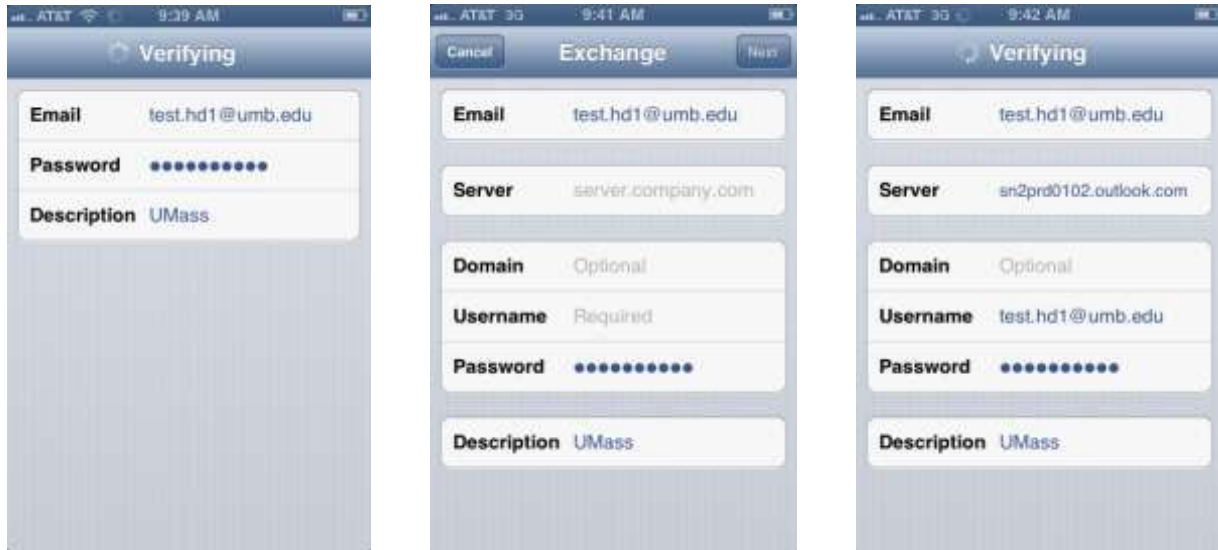 AT&T 9:39 AM
Verifying
Email test.hd1@umb.edu
Password ●●●●●●●●●●
Description UMass
AT&T 3G 9:41 AM
Cancel Exchange Next
Email test.hd1@umb.edu
Server server.company.com
Domain Optional
Username Required
Password ●●●●●●●●●●
Description UMass
AT&T 3G 9:42 AM
Verifying
Email test.hd1@umb.edu
Server sn2prd0102.outlook.com
Domain Optional
Username test.hd1@umb.edu
Password ●●●●●●●●●●
Description UMass